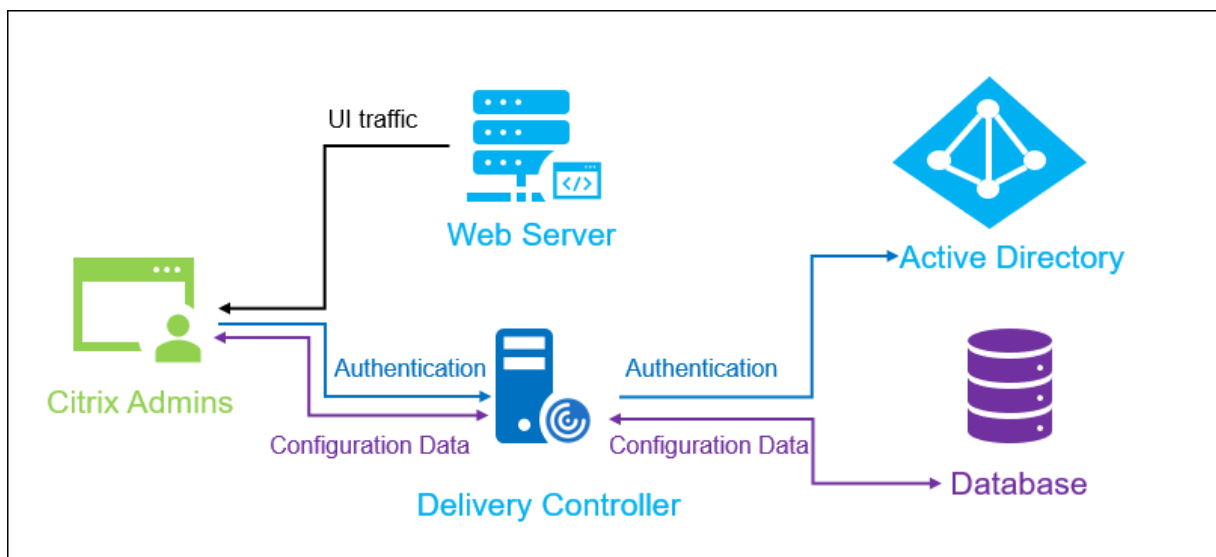 UI traffic
</>
Web Server
Active Directory
Authentication
Authentication
Citrix Admins
Configuration Data
Configuration Data
Database
Delivery Controller